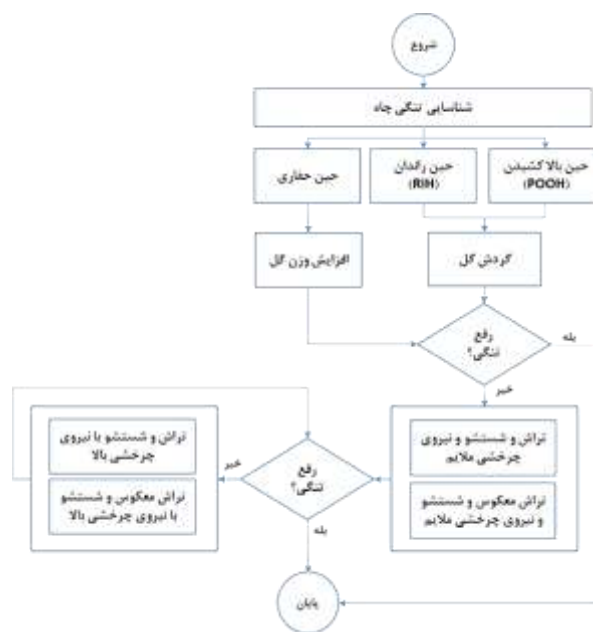 شروع
شناسایی تنگی چاه
حین بالا کشیدن
(POOH)
حین راندن
(RIH)
حین حفاری
گردش گل
افزایش وزن گل
رفع
تنگی؟
بله
خیر
تراش و شستشو و نیروی
چرخشی ملایم
تراش معکوس و شستشو
و نیروی چرخشی ملایم
رفع
تنگی؟
خیر
بله
تراش و شستشو با نیروی
چرخشی بالا
تراش معکوس و شستشو
با نیروی چرخشی بالا
پایان